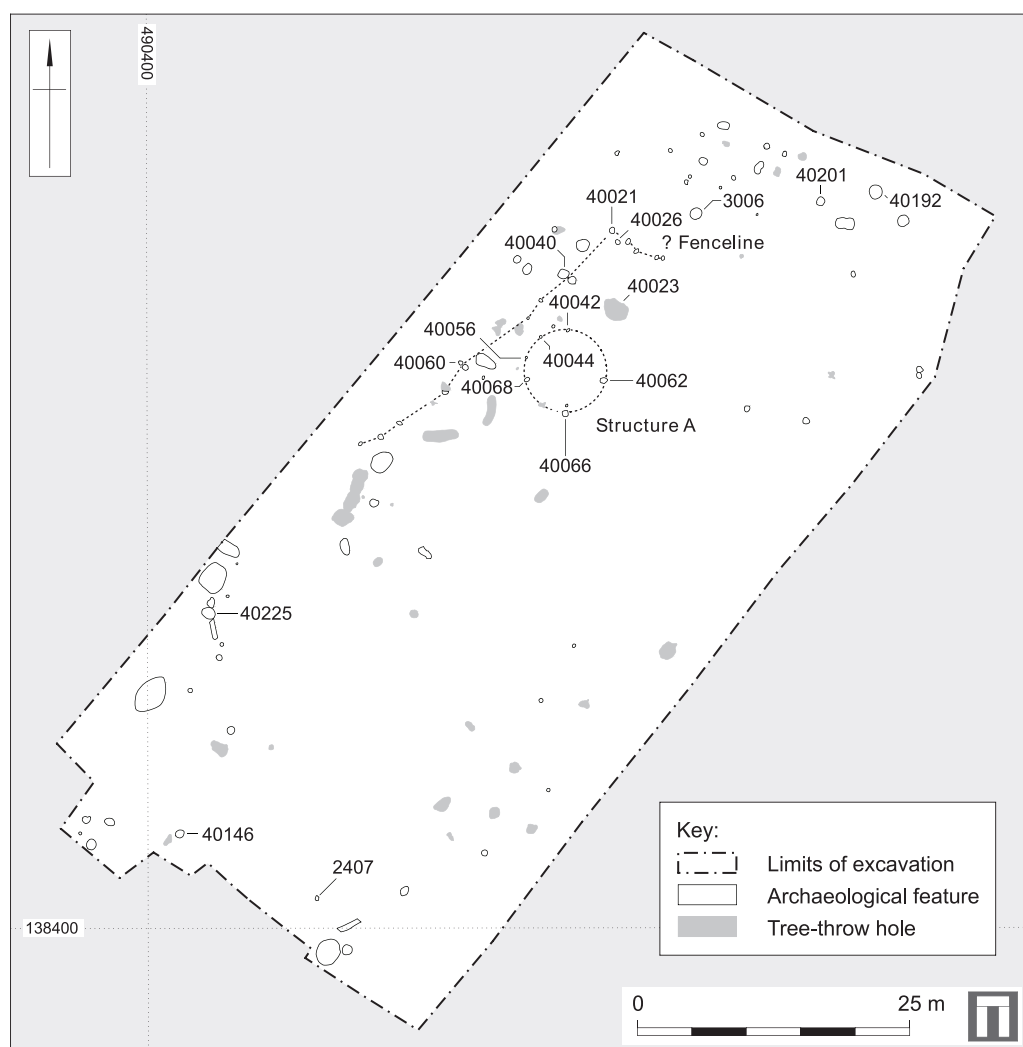 490400
40201
40021
3006
40192
40026
? Fenceline
40040
40023
40042
40056
40044
40060
40068
40062
Structure A
40066
40225
40146
2407
138400
Key:
Limits of excavation
Archaeological feature
Tree-throw hole
0 25 m